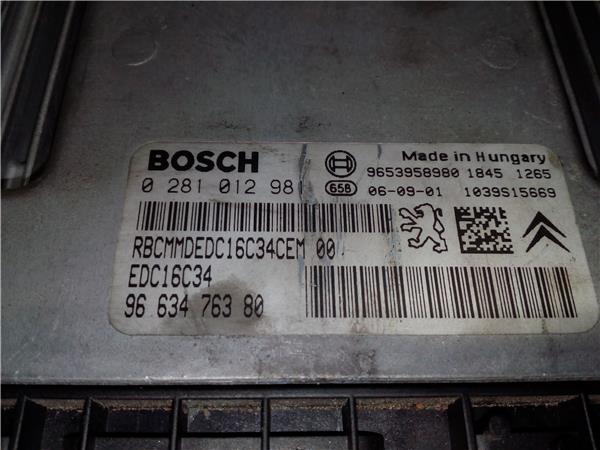 BOSCH
Made in Hungary
9653958980 1845 1265
0 281 012 981
65B
06-09-01 1039S15669
RBCMMDEDC16C34CEM 00
EDC16C34
96 634 763 80